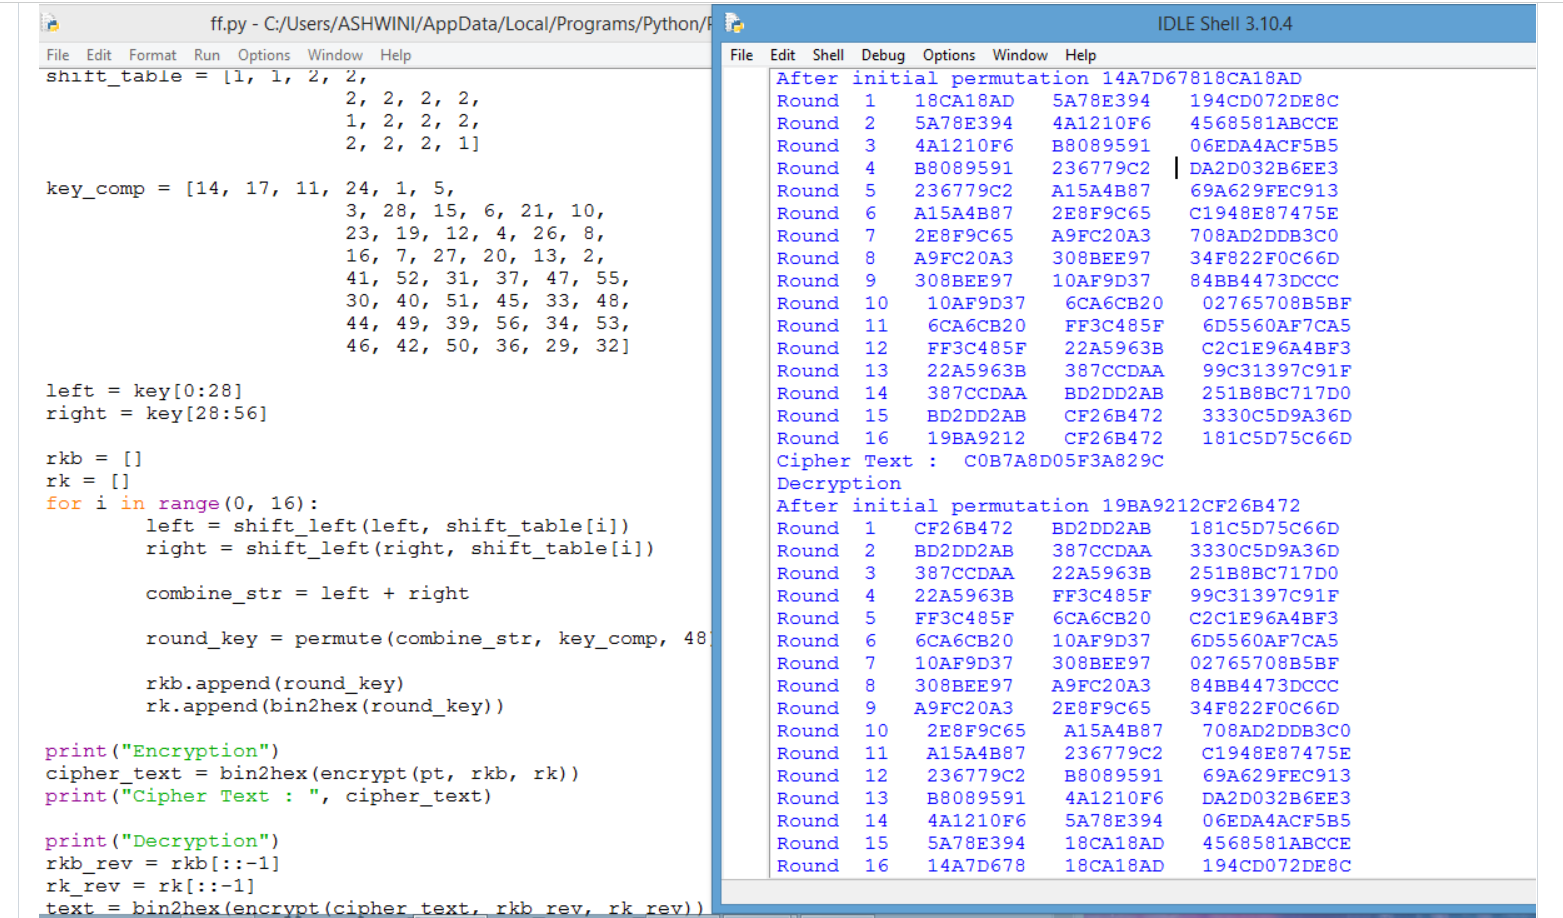 ff.py - C:/Users/ASHWINI/AppData/Local/Programs/Python/
File Edit Format Run Options Window Help
shift_table = [1, 1, 2, 2,
2, 2, 2, 2,
1, 2, 2, 2,
2, 2, 2, 1]
key_comp = [14, 17, 11, 24, 1, 5,
3, 28, 15, 6, 21, 10,
23, 19, 12, 4, 26, 8,
16, 7, 27, 20, 13, 2,
41, 52, 31, 37, 47, 55,
30, 40, 51, 45, 33, 48,
44, 49, 39, 56, 34, 53,
46, 42, 50, 36, 29, 32]
left = key[0:28]
right = key[28:56]
rkb = []
rk = []
for i in range(0, 16):
left = shift_left(left, shift_table[i])
right = shift_left(right, shift_table[i])
combine_str = left + right
round_key = permute(combine_str, key_comp, 48
rkb.append(round_key)
rk.append(bin2hex(round_key))
print("Encryption")
cipher_text = bin2hex(encrypt(pt, rkb, rk))
print("Cipher Text : ", cipher_text)
print("Decryption")
rkb_rev = rkb[::-1]
rk_rev = rk[::-1]
text = bin2hex(encrypt(cipher_text, rkb_rev, rk_rev))
IDLE Shell 3.10.4
File Edit Shell Debug Options Window Help
After initial permutation 14A7D67818CA18AD
Round 1 18CA18AD 5A78E394 194CD072DE8C
Round 2 5A78E394 4A1210F6 4568581ABCCE
Round 3 4A1210F6 B8089591 06EDA4ACF5B5
Round 4 B8089591 236779C2 DA2D032B6EE3
Round 5 236779C2 A15A4B87 69A629FEC913
Round 6 A15A4B87 2E8F9C65 C1948E87475E
Round 7 2E8F9C65 A9FC20A3 708AD2DDB3C0
Round 8 A9FC20A3 308BEE97 34F822F0C66D
Round 9 308BEE97 10AF9D37 84BB4473DCCC
Round 10 10AF9D37 6CA6CB20 02765708B5BF
Round 11 6CA6CB20 FF3C485F 6D5560AF7CA5
Round 12 FF3C485F 22A5963B C2C1E96A4BF3
Round 13 22A5963B 387CCDAA 99C31397C91F
Round 14 387CCDAA BD2DD2AB 251B8BC717D0
Round 15 BD2DD2AB CF26B472 3330C5D9A36D
Round 16 19BA9212 CF26B472 181C5D75C66D
Cipher Text : C0B7A8D05F3A829C
Decryption
After initial permutation 19BA9212CF26B472
Round 1 CF26B472 BD2DD2AB 181C5D75C66D
Round 2 BD2DD2AB 387CCDAA 3330C5D9A36D
Round 3 387CCDAA 22A5963B 251B8BC717D0
Round 4 22A5963B FF3C485F 99C31397C91F
Round 5 FF3C485F 6CA6CB20 C2C1E96A4BF3
Round 6 6CA6CB20 10AF9D37 6D5560AF7CA5
Round 7 10AF9D37 308BEE97 02765708B5BF
Round 8 308BEE97 A9FC20A3 84BB4473DCCC
Round 9 A9FC20A3 2E8F9C65 34F822F0C66D
Round 10 2E8F9C65 A15A4B87 708AD2DDB3C0
Round 11 A15A4B87 236779C2 C1948E87475E
Round 12 236779C2 B8089591 69A629FEC913
Round 13 B8089591 4A1210F6 DA2D032B6EE3
Round 14 4A1210F6 5A78E394 06EDA4ACF5B5
Round 15 5A78E394 18CA18AD 4568581ABCCE
Round 16 14A7D678 18CA18AD 194CD072DE8C